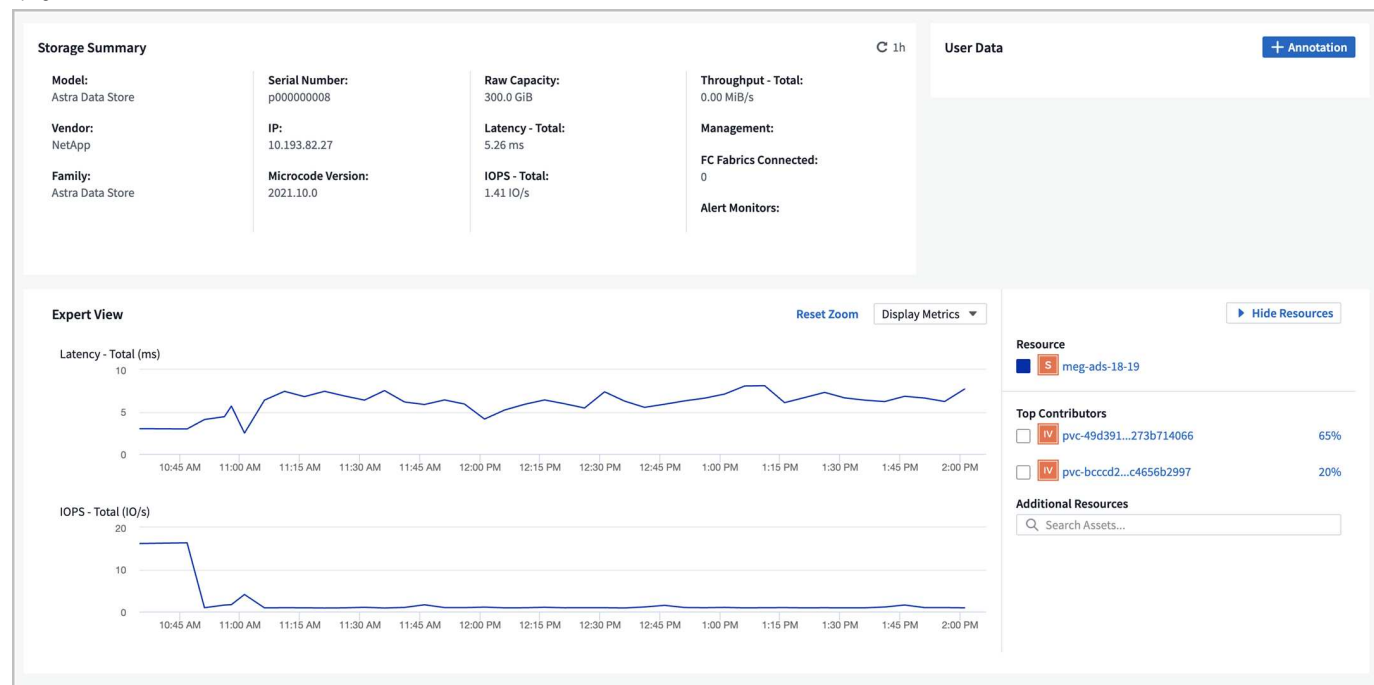 Storage Summary
1h
Model:
Astra Data Store
Vendor:
NetApp
Family:
Astra Data Store
Serial Number:
p000000008
IP:
10.193.82.27
Microcode Version:
2021.10.0
Raw Capacity:
300.0 GiB
Latency - Total:
5.26 ms
IOPS - Total:
1.41 IO/s
Throughput - Total:
0.00 MiB/s
Management:
FC Fabrics Connected:
0
Alert Monitors:
User Data
+ Annotation
Expert View
Reset Zoom
Display Metrics
Latency - Total (ms)
10
5
0
10:45 AM 11:00 AM 11:15 AM 11:30 AM 11:45 AM 12:00 PM 12:15 PM 12:30 PM 12:45 PM 1:00 PM 1:15 PM 1:30 PM 1:45 PM 2:00 PM
IOPS - Total (IO/s)
20
10
0
10:45 AM 11:00 AM 11:15 AM 11:30 AM 11:45 AM 12:00 PM 12:15 PM 12:30 PM 12:45 PM 1:00 PM 1:15 PM 1:30 PM 1:45 PM 2:00 PM
Hide Resources
Resource
S meg-ads-18-19
Top Contributors
IV pvc-49d391...273b714066 65%
IV pvc-bcccd2...c4656b2997 20%
Additional Resources
Search Assets...